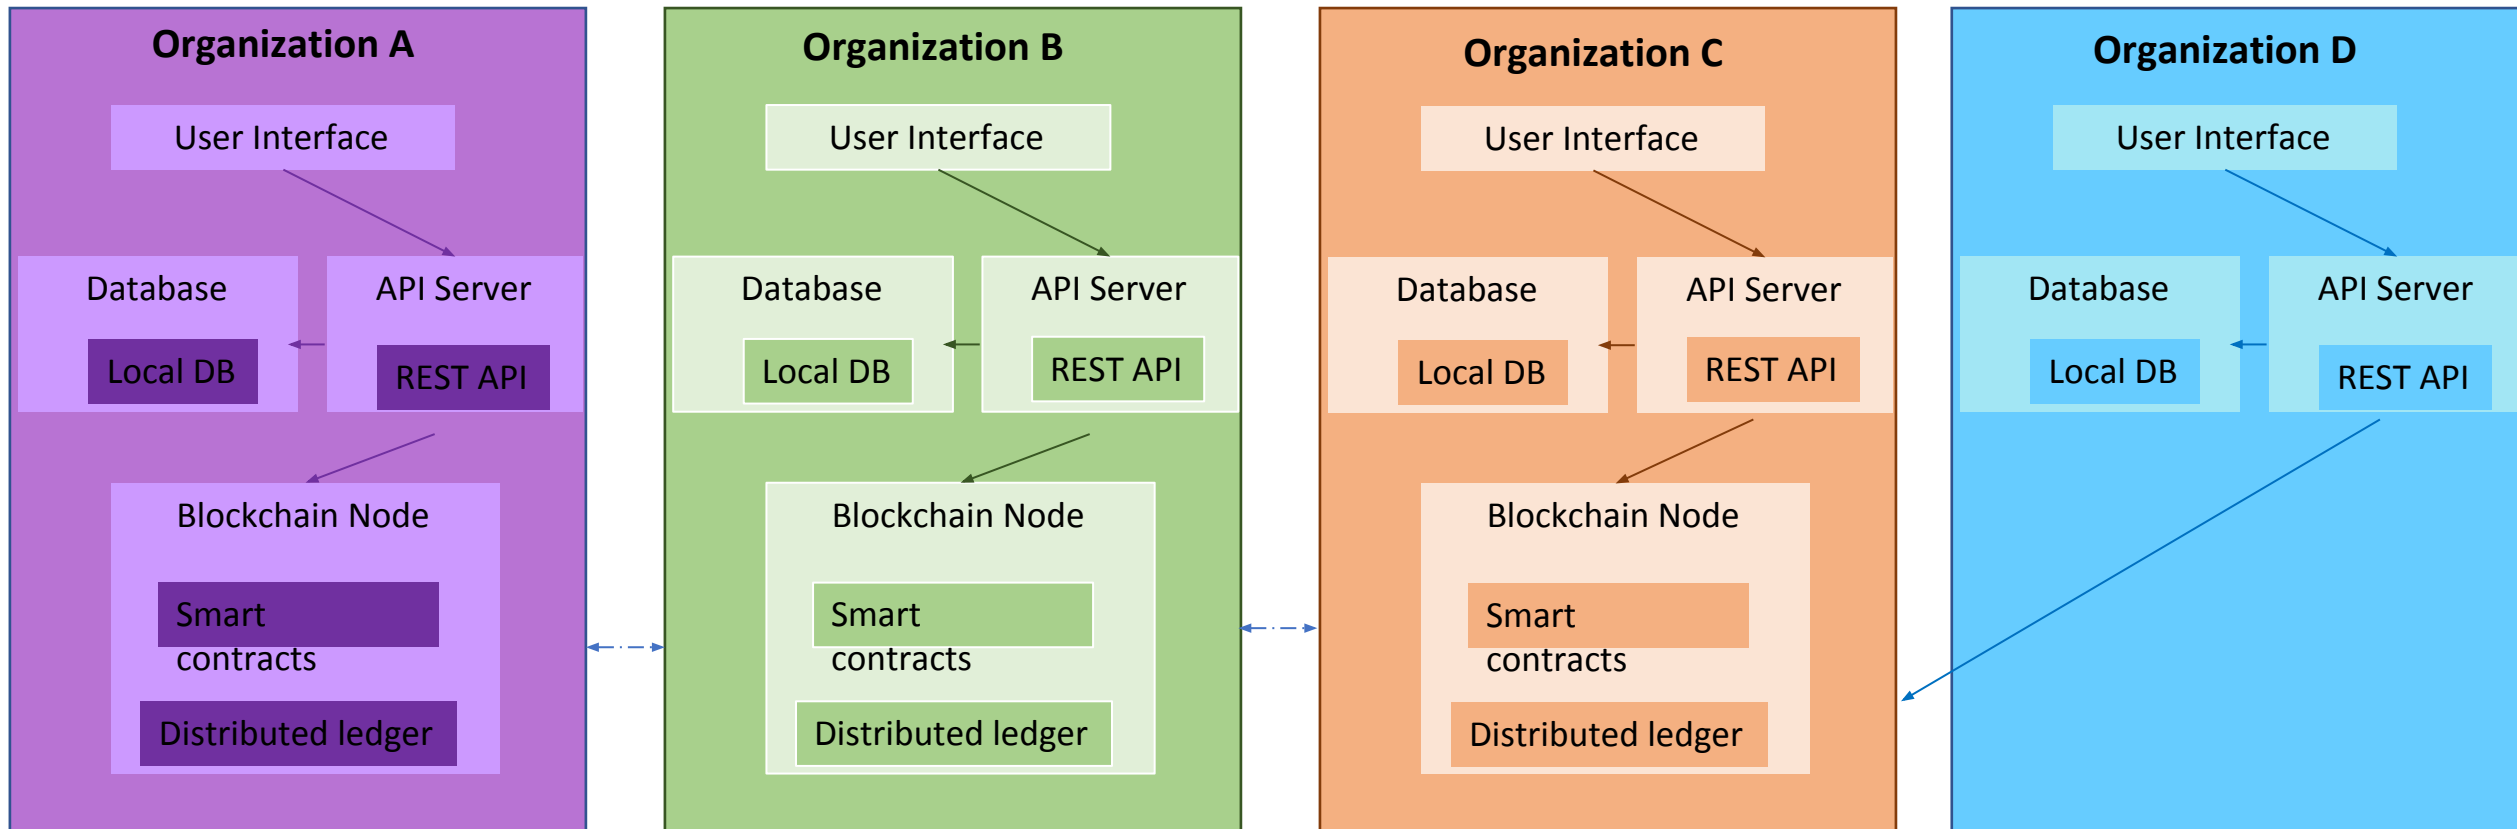 Organization A
User Interface
Database
API Server
Local DB
REST API
Blockchain Node
Smart
contracts
Distributed ledger
Organization B
User Interface
Database
API Server
Local DB
REST API
Blockchain Node
Smart
contracts
Distributed ledger
Organization C
User Interface
Database
API Server
Local DB
REST API
Blockchain Node
Smart
contracts
Distributed ledger
Organization D
User Interface
Database
API Server
Local DB
REST API